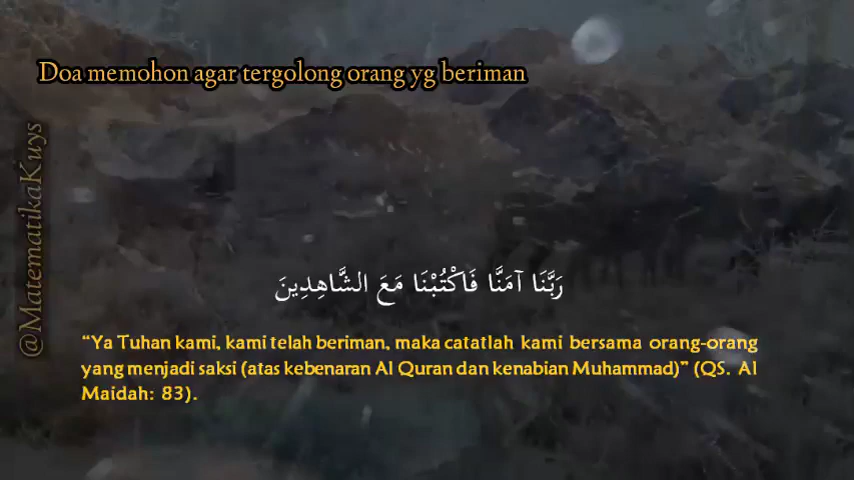 Doa memohon agar tergolong orang yg beriman
@MatematikaKuys
رَبَّنَا آمَنَّا فَاكْتُبْنَا مَعَ الشَّاهِدِينَ
“Ya Tuhan kami, kami telah beriman, maka catatlah kami bersama orang-orang
yang menjadi saksi (atas kebenaran Al Quran dan kenabian Muhammad)” (QS. Al
Maidah: 83).